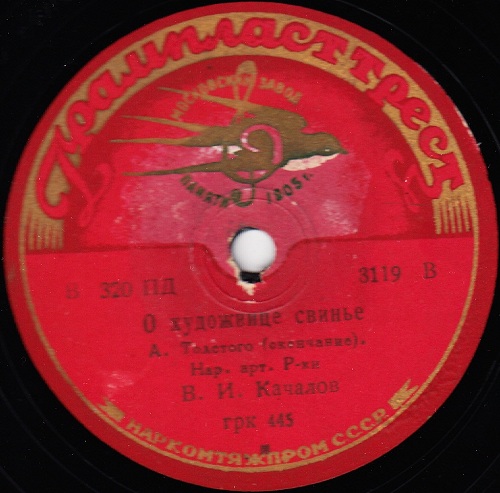 Грампласттрест
МОСКОВСКИЙ ЗАВОД
ПАМЯТИ 1905 г.
В 320 ПД 3119 В
О художнице свинье
А. Толстого (окончание).
Нар. арт. Р-ки
В. И. Качалов
грк 445
НАРКОМТЯЖПРОМ СССР